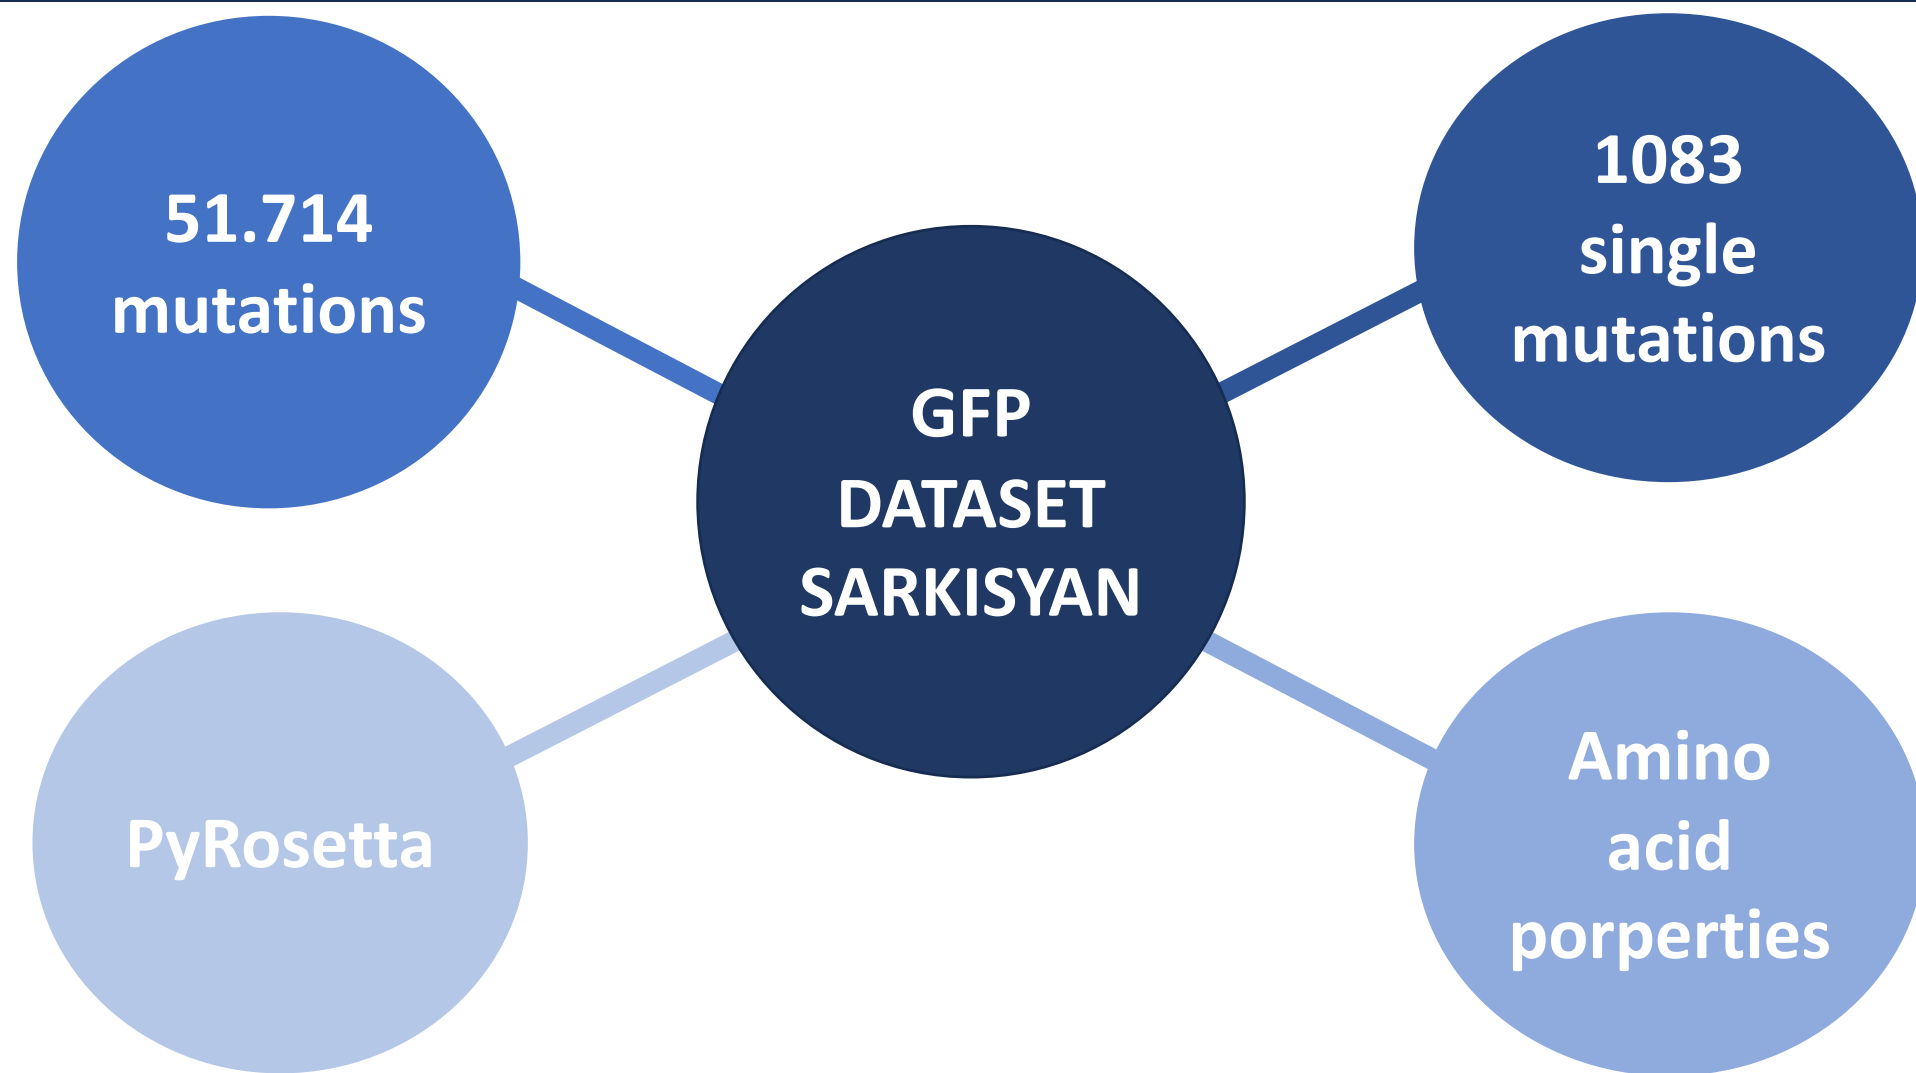 51.714
mutations
1083
single
mutations
GFP
DATASET
SARKISYAN
PyRosetta
Amino
acid
porperties